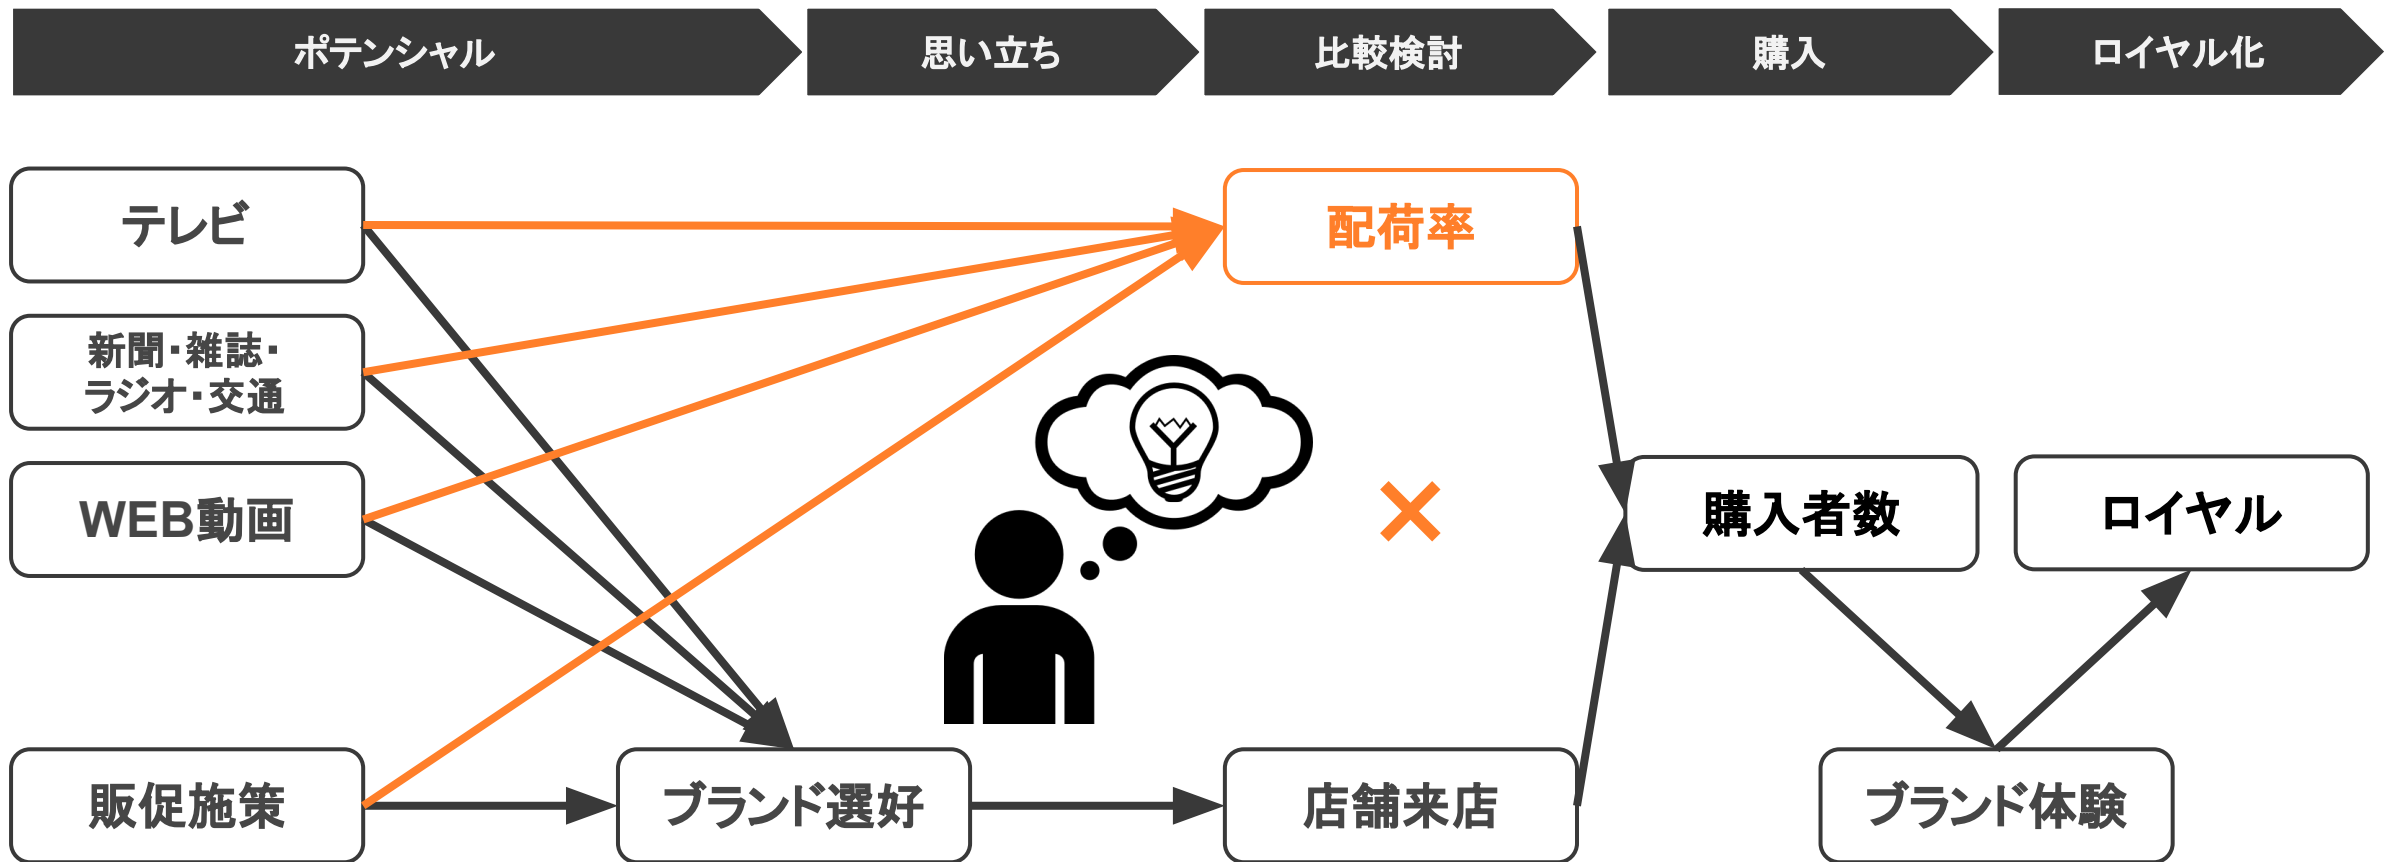 ポテンシャル
思い立ち
比較検討
購入
ロイヤル化
テレビ
配荷率
新聞・雑誌・
ラジオ・交通
WEB動画
購入者数
ロイヤル
販促施策
ブランド選好
店舗来店
ブランド体験